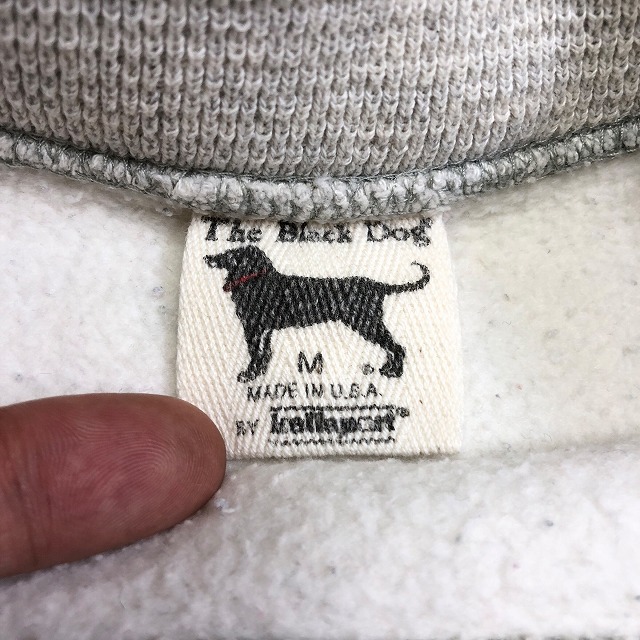 The Black Dog
M ®
MADE IN U.S.A.
BY